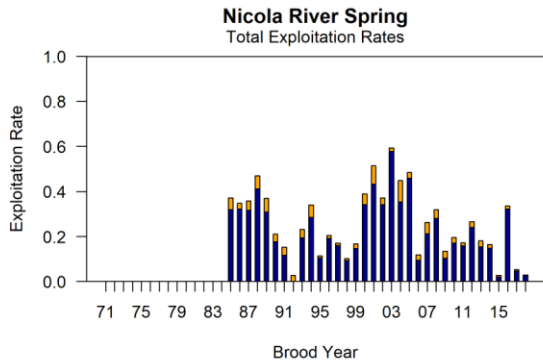 Nicola River Spring
Total Exploitation Rates
Exploitation Rate
1.0
0.8
0.6
0.4
0.2
0.0
71 75 79 83 87 91 95 99 03 07 11 15
Brood Year